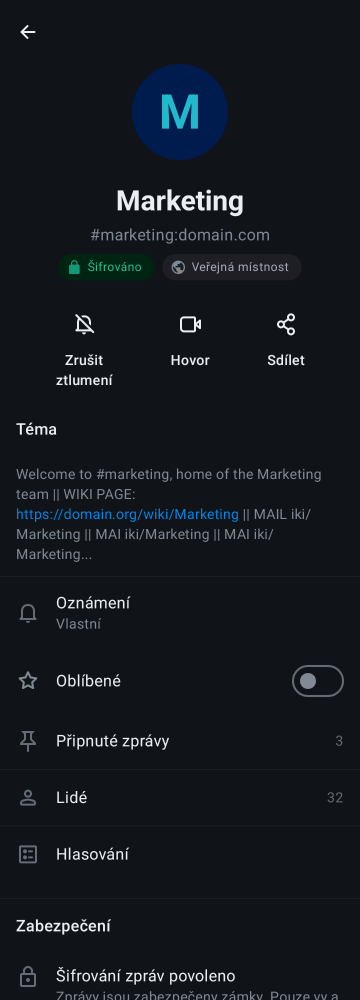 M
Marketing
#marketing:domain.com
Šifrováno
Veřejná místnost
Zrušit
ztlumení
Hovor
Sdílet
Téma
Welcome to #marketing, home of the Marketing
team || WIKI PAGE:
https://domain.org/wiki/Marketing || MAIL iki/
Marketing || MAI iki/Marketing || MAI iki/
Marketing...
Oznámení
Vlastní
Oblíbené
Připnuté zprávy 3
Lidé 32
Hlasování
Zabezpečení
Šifrování zpráv povoleno
Zprávy jsou zabezpečeny zámky. Pouze vy a